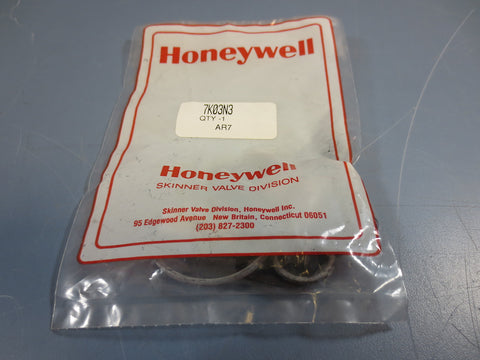 Honeywell
7K03N3
QTY -1
AR7
Honeywell
SKINNER VALVE DIVISION
Skinner Valve Division, Honeywell Inc.
95 Edgewood Avenue New Britain, Connecticut 06051
(203) 827-2300